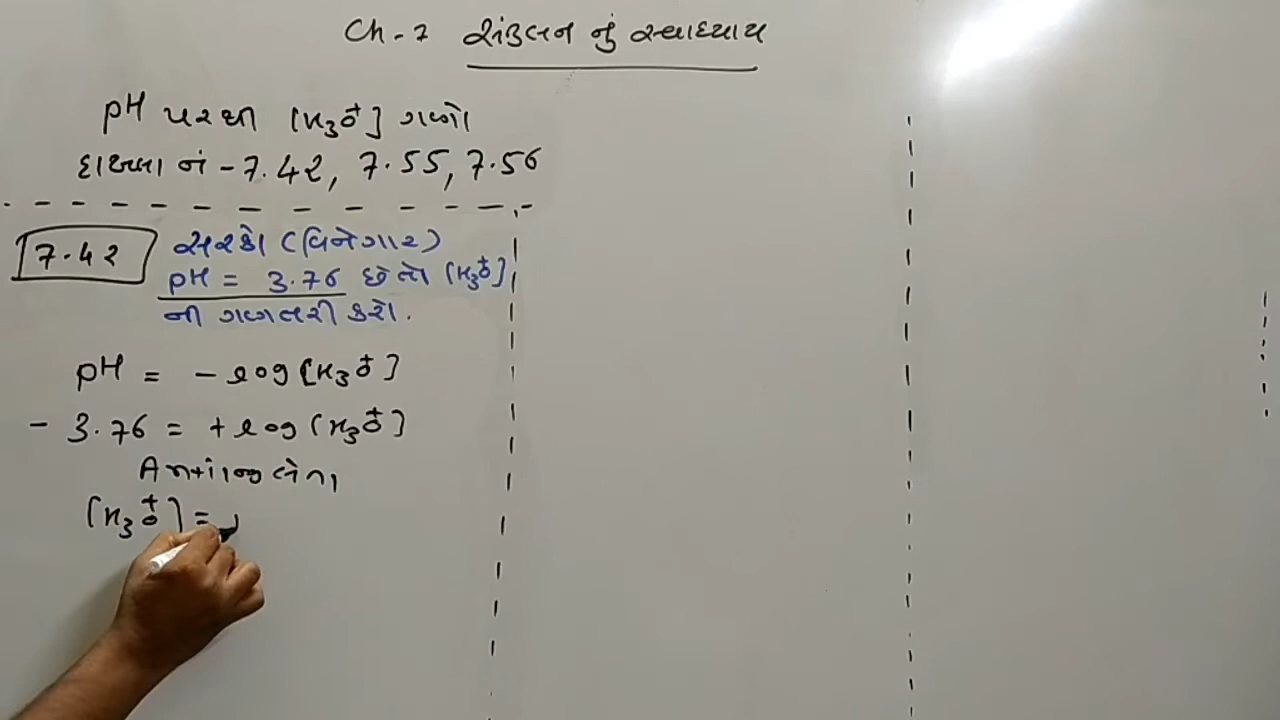 Ch-7 સંકુલન નું સ્વાધ્યાય
pH પરથી [H₃O⁺] ગણો
દાખલા નં - 7.42, 7.55, 7.56
7.42 સરકો (વિનેગાર)
pH = 3.76 છે તો [H₃O⁺]
ની ગણતરી કરો.
pH = - log [H₃O⁺]
- 3.76 = + log [H₃O⁺]
Antilog લેતા
[H₃O⁺] =